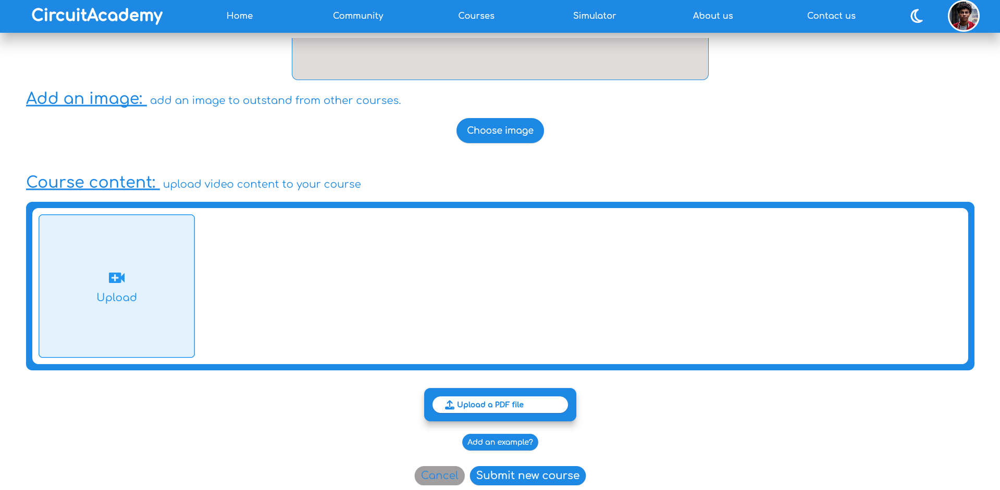 CircuitAcademy Home Community Courses Simulator About us Contact us
Add an image: add an image to outstand from other courses.
Choose image
Course content: upload video content to your course
Upload
Upload a PDF file
Add an example?
Cancel Submit new course